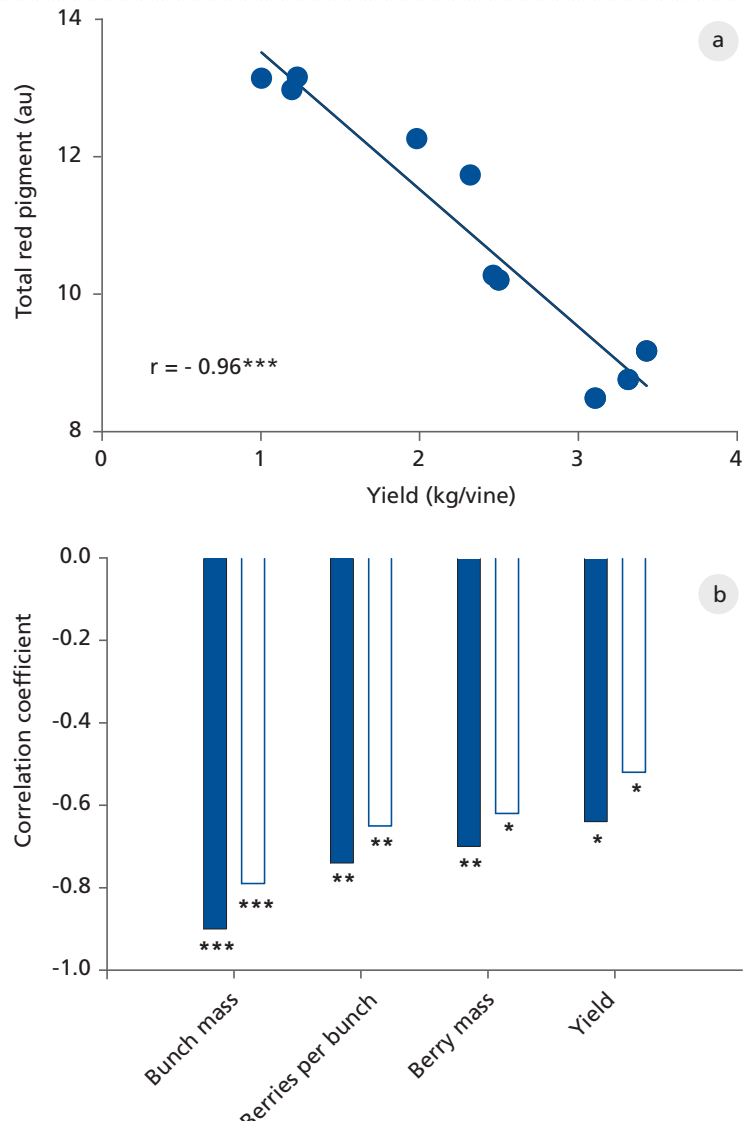 14
a
12
10
8
Total red pigment (au)
r = - 0.96***
0
1
2
3
4
Yield (kg/vine)
0.0
b
-0.2
-0.4
-0.6
-0.8
-1.0
Correlation coefficient
***
***
**
**
**
*
*
*
Bunch mass
Berries per bunch
Berry mass
Yield